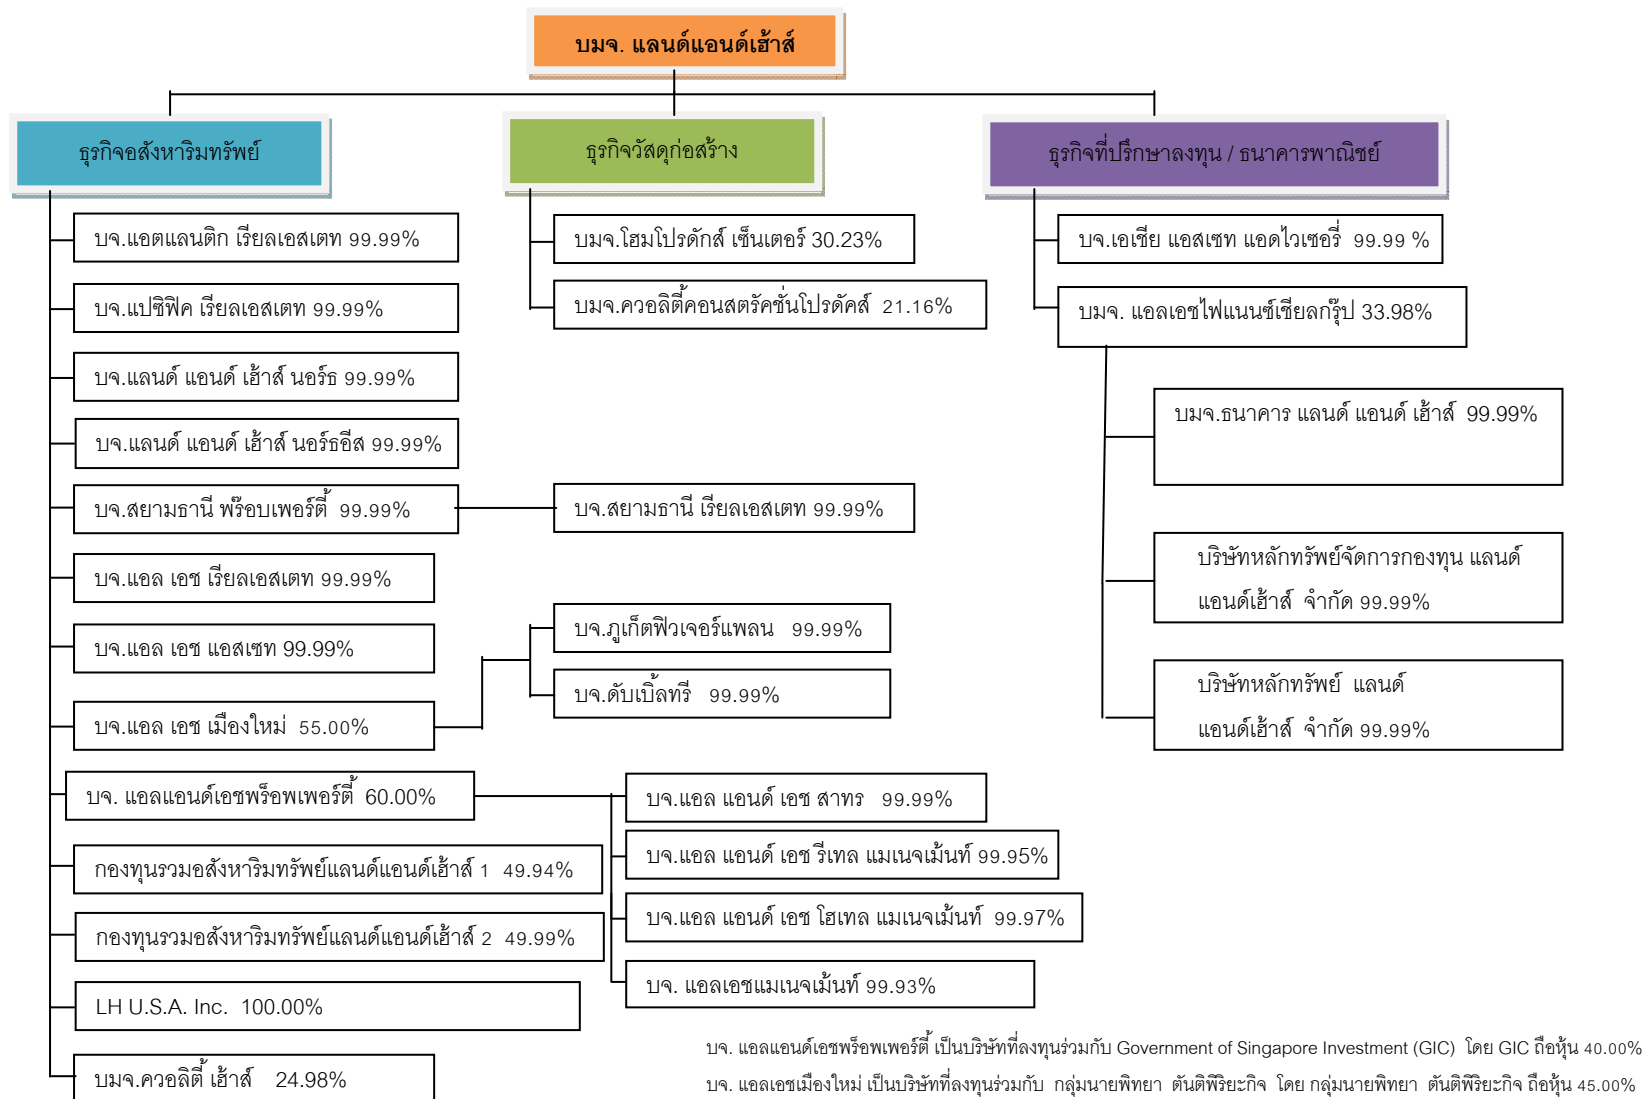 บมจ. แลนด์แอนด์เฮ้าส์
ธุรกิจอสังหาริมทรัพย์
บจ.แอตแลนติก เรียลเอสเตท 99.99%
บจ.แปซิฟิค เรียลเอสเตท 99.99%
บจ.แลนด์ แอนด์ เฮ้าส์ นอร์ธ 99.99%
บจ.แลนด์ แอนด์ เฮ้าส์ นอร์ธอีส 99.99%
บจ.สยามธานี พร๊อบเพอร์ตี้ 99.99%
บจ.สยามธานี เรียลเอสเตท 99.99%
บจ.แอล เอช เรียลเอสเตท 99.99%
บจ.แอล เอช แอสเซท 99.99%
บจ.แอล เอช เมืองใหม่ 55.00%
บจ.ภูเก็ตฟิวเจอร์แพลน 99.99%
บจ.ดับเบิ้ลทรี 99.99%
บจ. แอลแอนด์เอชพร็อพเพอร์ตี้ 60.00%
บจ.แอล แอนด์ เอช สาทร 99.99%
บจ.แอล แอนด์ เอช รีเทล แมเนจเม้นท์ 99.95%
บจ.แอล แอนด์ เอช โฮเทล แมเนจเม้นท์ 99.97%
บจ. แอลเอชแมเนจเม้นท์ 99.93%
กองทุนรวมอสังหาริมทรัพย์แลนด์แอนด์เฮ้าส์ 1 49.94%
กองทุนรวมอสังหาริมทรัพย์แลนด์แอนด์เฮ้าส์ 2 49.99%
LH U.S.A. Inc. 100.00%
บมจ.ควอลิตี้ เฮ้าส์ 24.98%
ธุรกิจวัสดุก่อสร้าง
บมจ.โฮมโปรดักส์ เซ็นเตอร์ 30.23%
บมจ.ควอลิตี้คอนสตรัคชั่นโปรดัคส์ 21.16%
ธุรกิจที่ปรึกษาลงทุน / ธนาคารพาณิชย์
บจ.เอเชีย แอสเซท แอดไวเซอรี่ 99.99 %
บมจ. แอลเอชไฟแนนซ์เชียลกรุ๊ป 33.98%
บมจ.ธนาคาร แลนด์ แอนด์ เฮ้าส์ 99.99%
บริษัทหลักทรัพย์จัดการกองทุน แลนด์
แอนด์เฮ้าส์ จำกัด 99.99%
บริษัทหลักทรัพย์ แลนด์
แอนด์เฮ้าส์ จำกัด 99.99%
บจ. แอลแอนด์เอชพร็อพเพอร์ตี้ เป็นบริษัทที่ลงทุนร่วมกับ Government of Singapore Investment (GIC) โดย GIC ถือหุ้น 40.00%
บจ. แอลเอชเมืองใหม่ เป็นบริษัทที่ลงทุนร่วมกับ กลุ่มนายพิทยา ตันติพิริยะกิจ โดย กลุ่มนายพิทยา ตันติพิริยะกิจ ถือหุ้น 45.00%